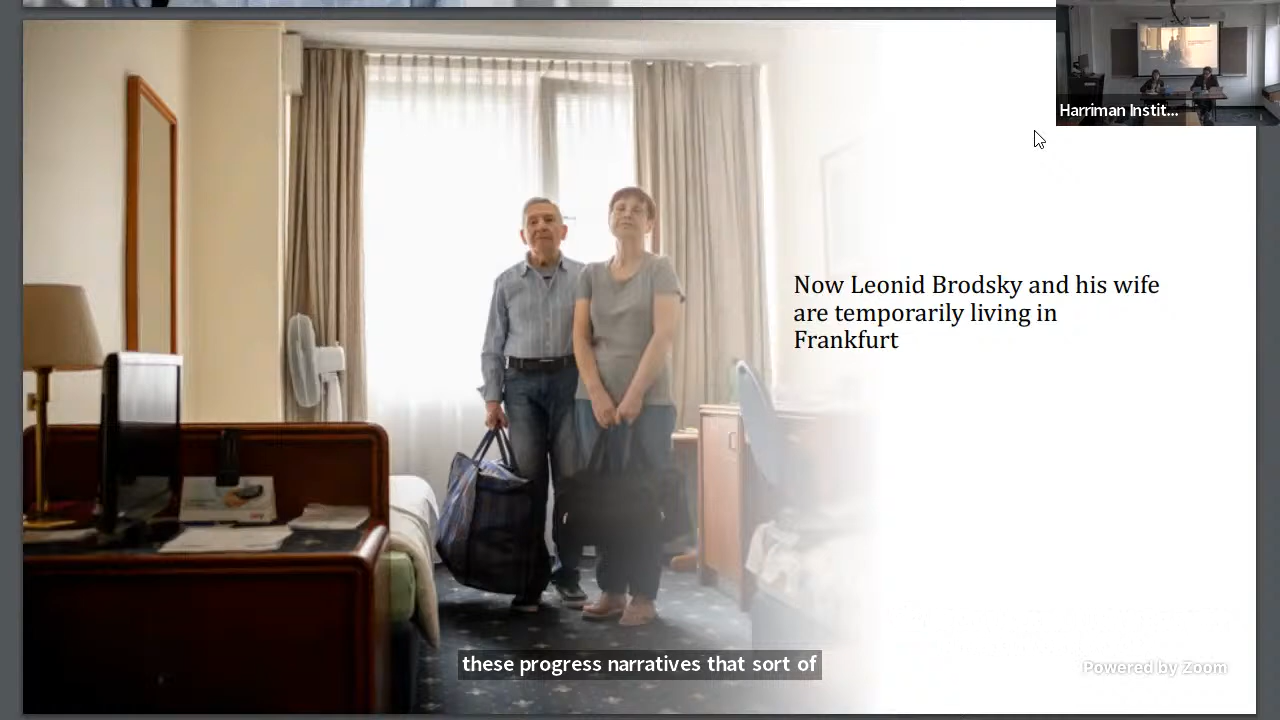 Harriman Instit...
Now Leonid Brodsky and his wife
are temporarily living in
Frankfurt
these progress narratives that sort of
Powered by Zoom